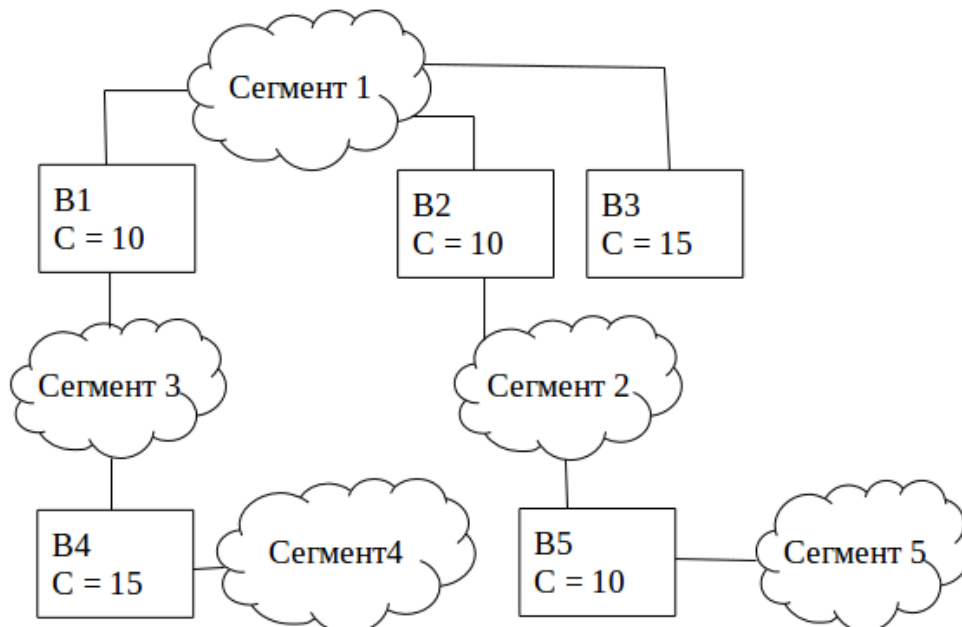 Сегмент 1
B1
C = 10
B2
C = 10
B3
C = 15
Сегмент 3
Сегмент 2
B4
C = 15
Сегмент4
B5
C = 10
Сегмент 5